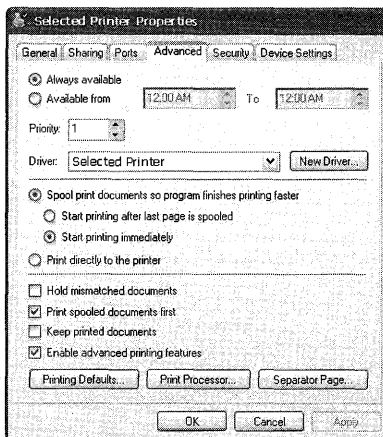 Selected Printer Properties
General Sharing Ports Advanced Security Device Settings
Always available
Available from 12:00 AM To 12:00 AM
Priority: 1
Driver: Selected Printer New Driver...
Spool print documents so program finishes printing faster
Start printing after last page is spooled
Start printing immediately
Print directly to the printer
Hold mismatched documents
Print spooled documents first
Keep printed documents
Enable advanced printing features
Printing Defaults... Print Processor... Separator Page...
OK Cancel Apply